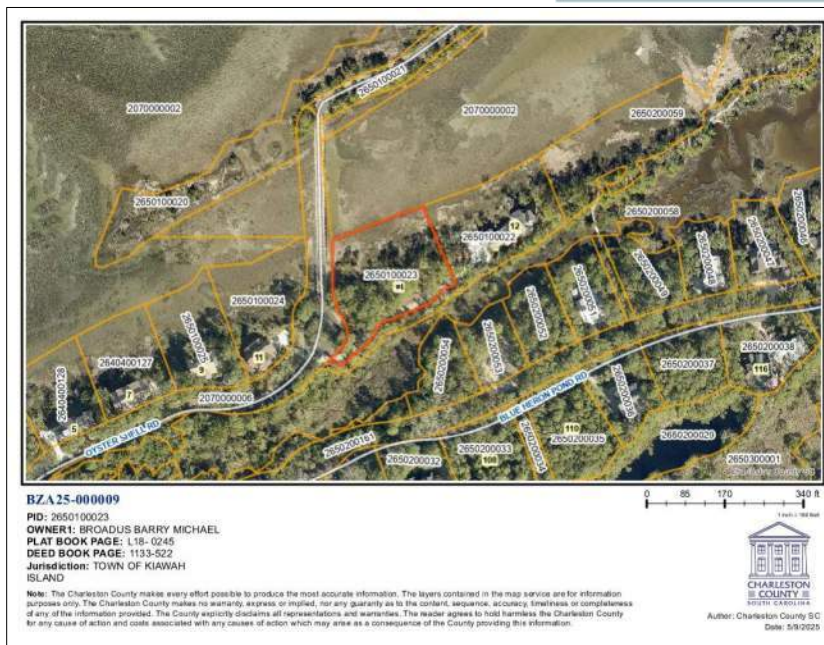 2650100021
2070000002
2070000002
2650200059
2650100020
2650200058
2650200046
12
2650100022
2650200047
2650100023
2650200048
2650200049
2650100024
2650200051
2650100025
2650200052
11
2640400127
9
2650200053
2650200054
2650200038
2640400128
7
2070000006
2650200037
116
5
BLUE HERON POND RD
2650200036
OYSTER SHELL RD
110
2650200161
2650200033
2650200035
2650200029
2650200032
108
2650200034
2650300001
BZA25-000009
0 85 170 340 ft
PID: 2650100023
OWNER1: BROADUS BARRY MICHAEL
PLAT BOOK PAGE: L18- 0245
DEED BOOK PAGE: 1133-522
Jurisdiction: TOWN OF KIAWAH
ISLAND
Note: The Charleston County makes every effort possible to produce the most accurate information. The layers contained in the map service are for information
purposes only. The Charleston County makes no warranty, express or implied, nor any guaranty as to the content, sequence, accuracy, timeliness or completeness
of any of the information provided. The County explicitly disclaims all representations and warranties. The reader agrees to hold harmless the Charleston County
for any cause of action and costs associated with any causes of action which may arise as a consequence of the County providing this information.
CHARLESTON
COUNTY
SOUTH CAROLINA
Author: Charleston County SC
Date: 5/9/2025